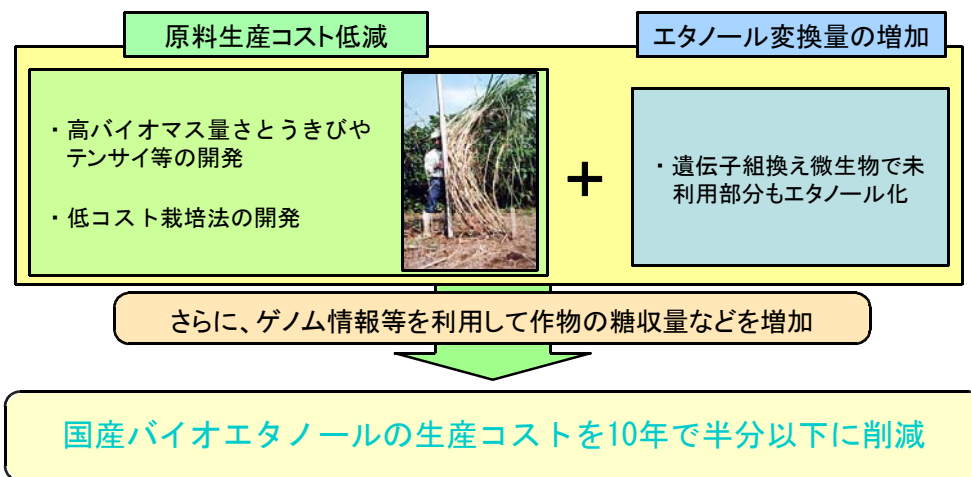 原料生産コスト低減
エタノール変換量の増加
・高バイオマス量さとうきびや
テンサイ等の開発
・低コスト栽培法の開発
+
・遺伝子組換え微生物で未
利用部分もエタノール化
さらに、ゲノム情報等を利用して作物の糖収量などを増加
国産バイオエタノールの生産コストを10年で半分以下に削減